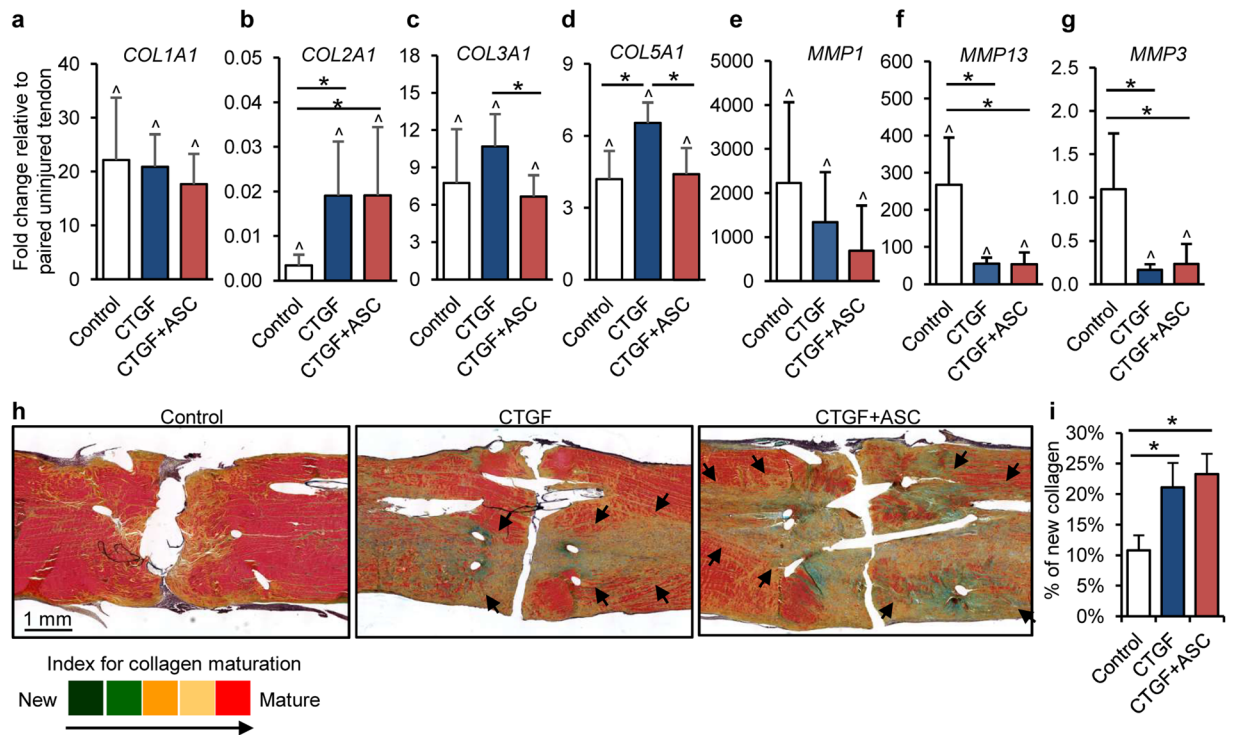 a b c d e f g
COL1A1 COL2A1 COL3A1 COL5A1 MMP1 MMP13 MMP3
Fold change relative to
paired uninjured tendon
40 30 20 10 0
^ ^ ^
Control CTGF CTGF+ASC
0.05 0.04 0.03 0.02 0.01 0.00
* *
^ ^ ^
Control CTGF CTGF+ASC
18 15 12 9 6 3 0
*
^ ^ ^
Control CTGF CTGF+ASC
9 6 3 0
* *
^ ^ ^
Control CTGF CTGF+ASC
5000 4000 3000 2000 1000 0
^ ^ ^
Control CTGF CTGF+ASC
600 500 400 300 200 100 0
* *
^ ^ ^
Control CTGF CTGF+ASC
2.5 2.0 1.5 1.0 0.5 0.0
* *
^ ^
Control CTGF CTGF+ASC
h
Control CTGF CTGF+ASC
1 mm
Index for collagen maturation
New Mature
i
% of new collagen
30% 25% 20% 15% 10% 5% 0%
* *
Control CTGF CTGF+ASC